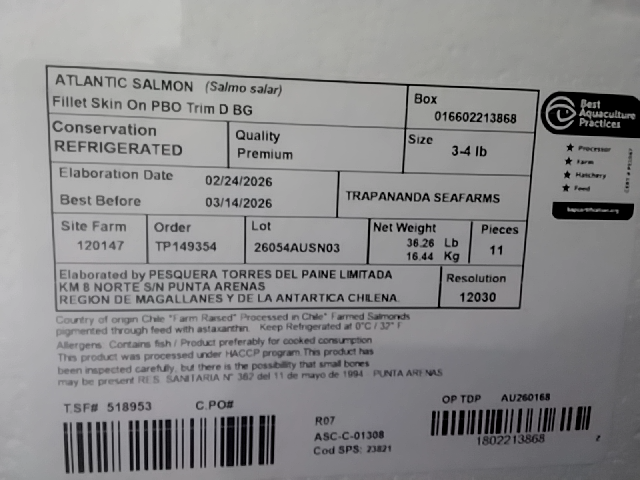 ATLANTIC SALMON (Salmo salar)
Fillet Skin On PBO Trim D BG
Box
016602213868
Conservation
REFRIGERATED
Quality
Premium
Size
3-4 lb
Elaboration Date 02/24/2026
Best Before 03/14/2026
TRAPANANDA SEAFARMS
Site Farm
120147
Order
TP149354
Lot
26054AUSN03
Net Weight
36.26 Lb
16.44 Kg
Pieces
11
Elaborated by PESQUERA TORRES DEL PAINE LIMITADA
KM 8 NORTE S/N PUNTA ARENAS
REGION DE MAGALLANES Y DE LA ANTARTICA CHILENA.
Resolution
12030
Country of origin Chile "Farm Raised" Processed in Chile" Farmed Salmonids
pigmented through feed with astaxanthin. Keep Refrigerated at 0°C / 32° F
Allergens. Contains fish / Product preferably for cooked consumption
This product was processed under HACCP program.This product has
been inspected carefully, but there is the possibility that small bones
may be present RES. SANITARIA N° 382 del 11 de mayo de 1994 PUNTA ARENAS
T.SF# 518953 C.PO#
R07
ASC-C-01308
Cod SPS: 23821
OP TDP AU260168
1802213868
z
Best
Aquaculture
Practices
Processor
Farm
Hatchery
Feed
bapcertification.org